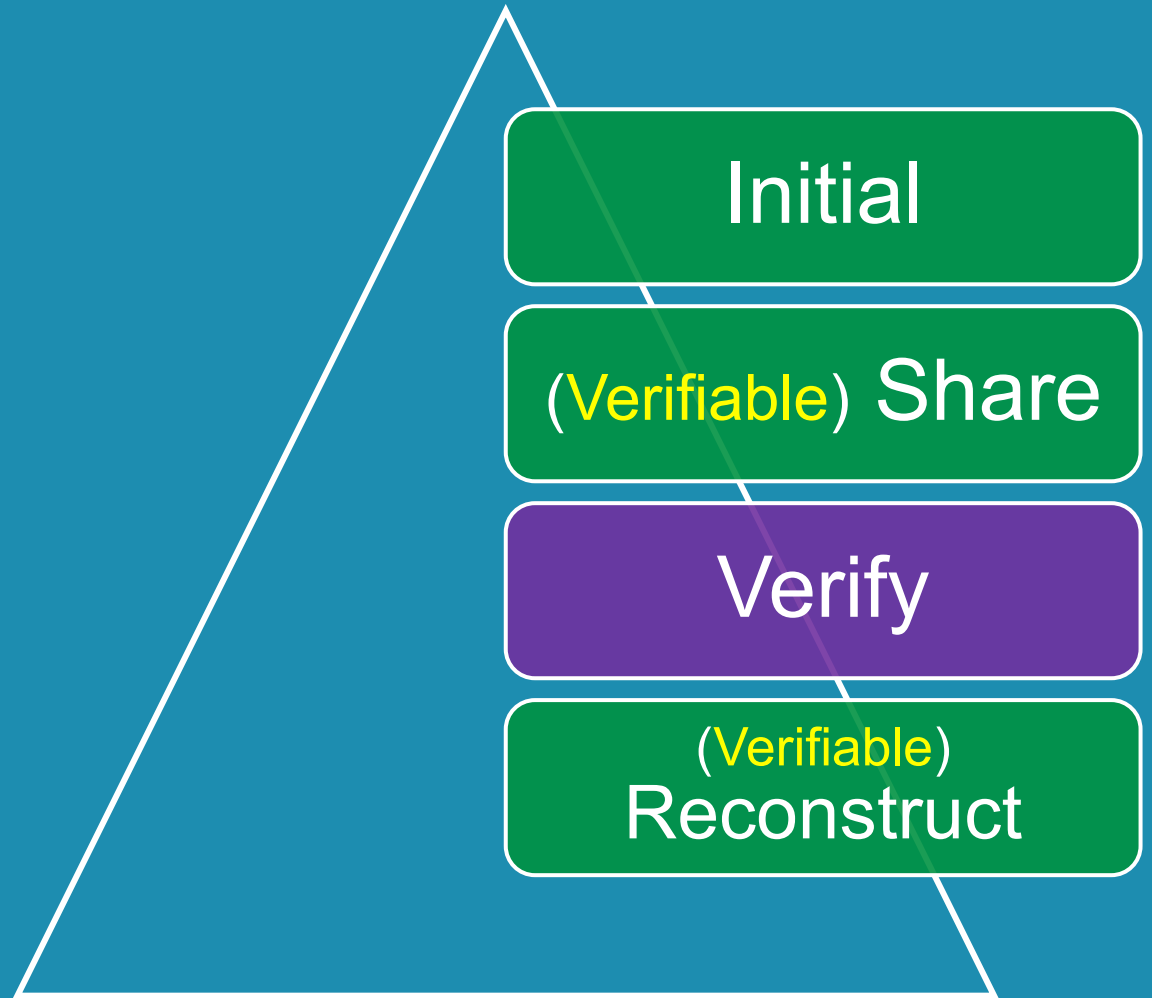 Initial
(Verifiable) Share
Verify
(Verifiable)
Reconstruct